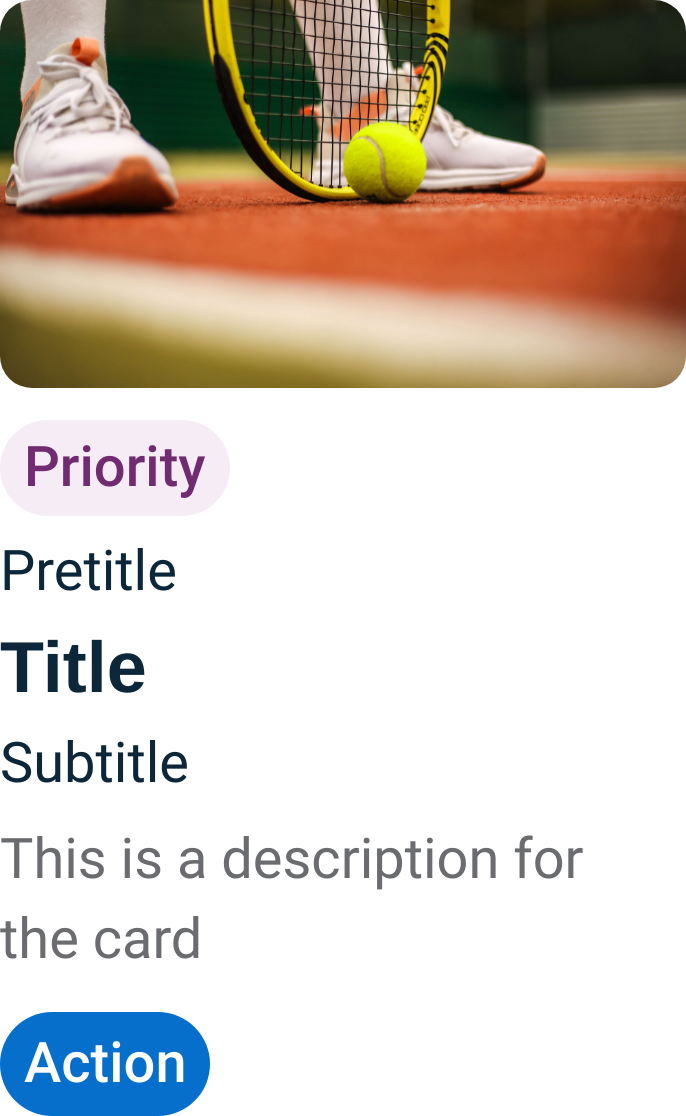 Priority
Pretitle
Title
Subtitle
This is a description for
the card
Action